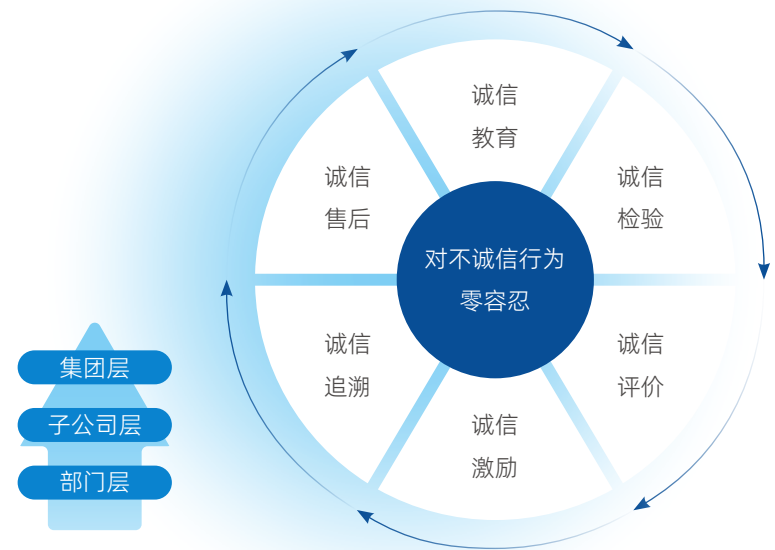 诚信
教育
诚信
检验
诚信
评价
诚信
激励
诚信
追溯
诚信
售后
对不诚信行为
零容忍
集团层
子公司层
部门层